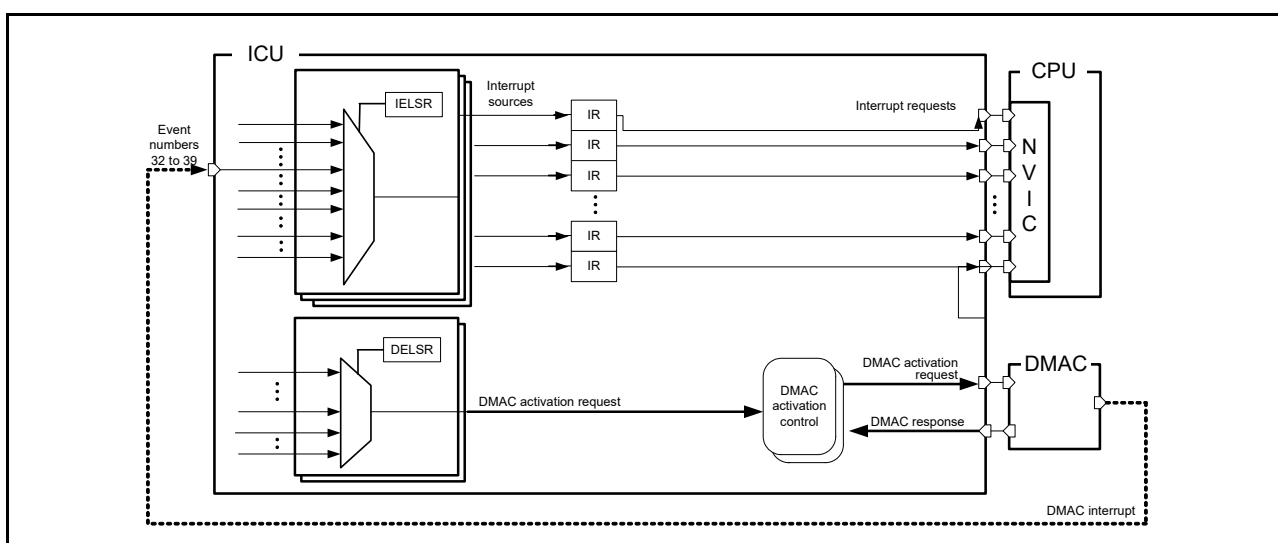 ICU
CPU
IELSR
Interrupt
sources
Interrupt requests
IR
IR
IR
IR
IR
N
V
I
C
Event
numbers
32 to 39
DELSR
DMAC activation request
DMAC
activation
control
DMAC activation
request
DMAC response
DMAC
DMAC interrupt